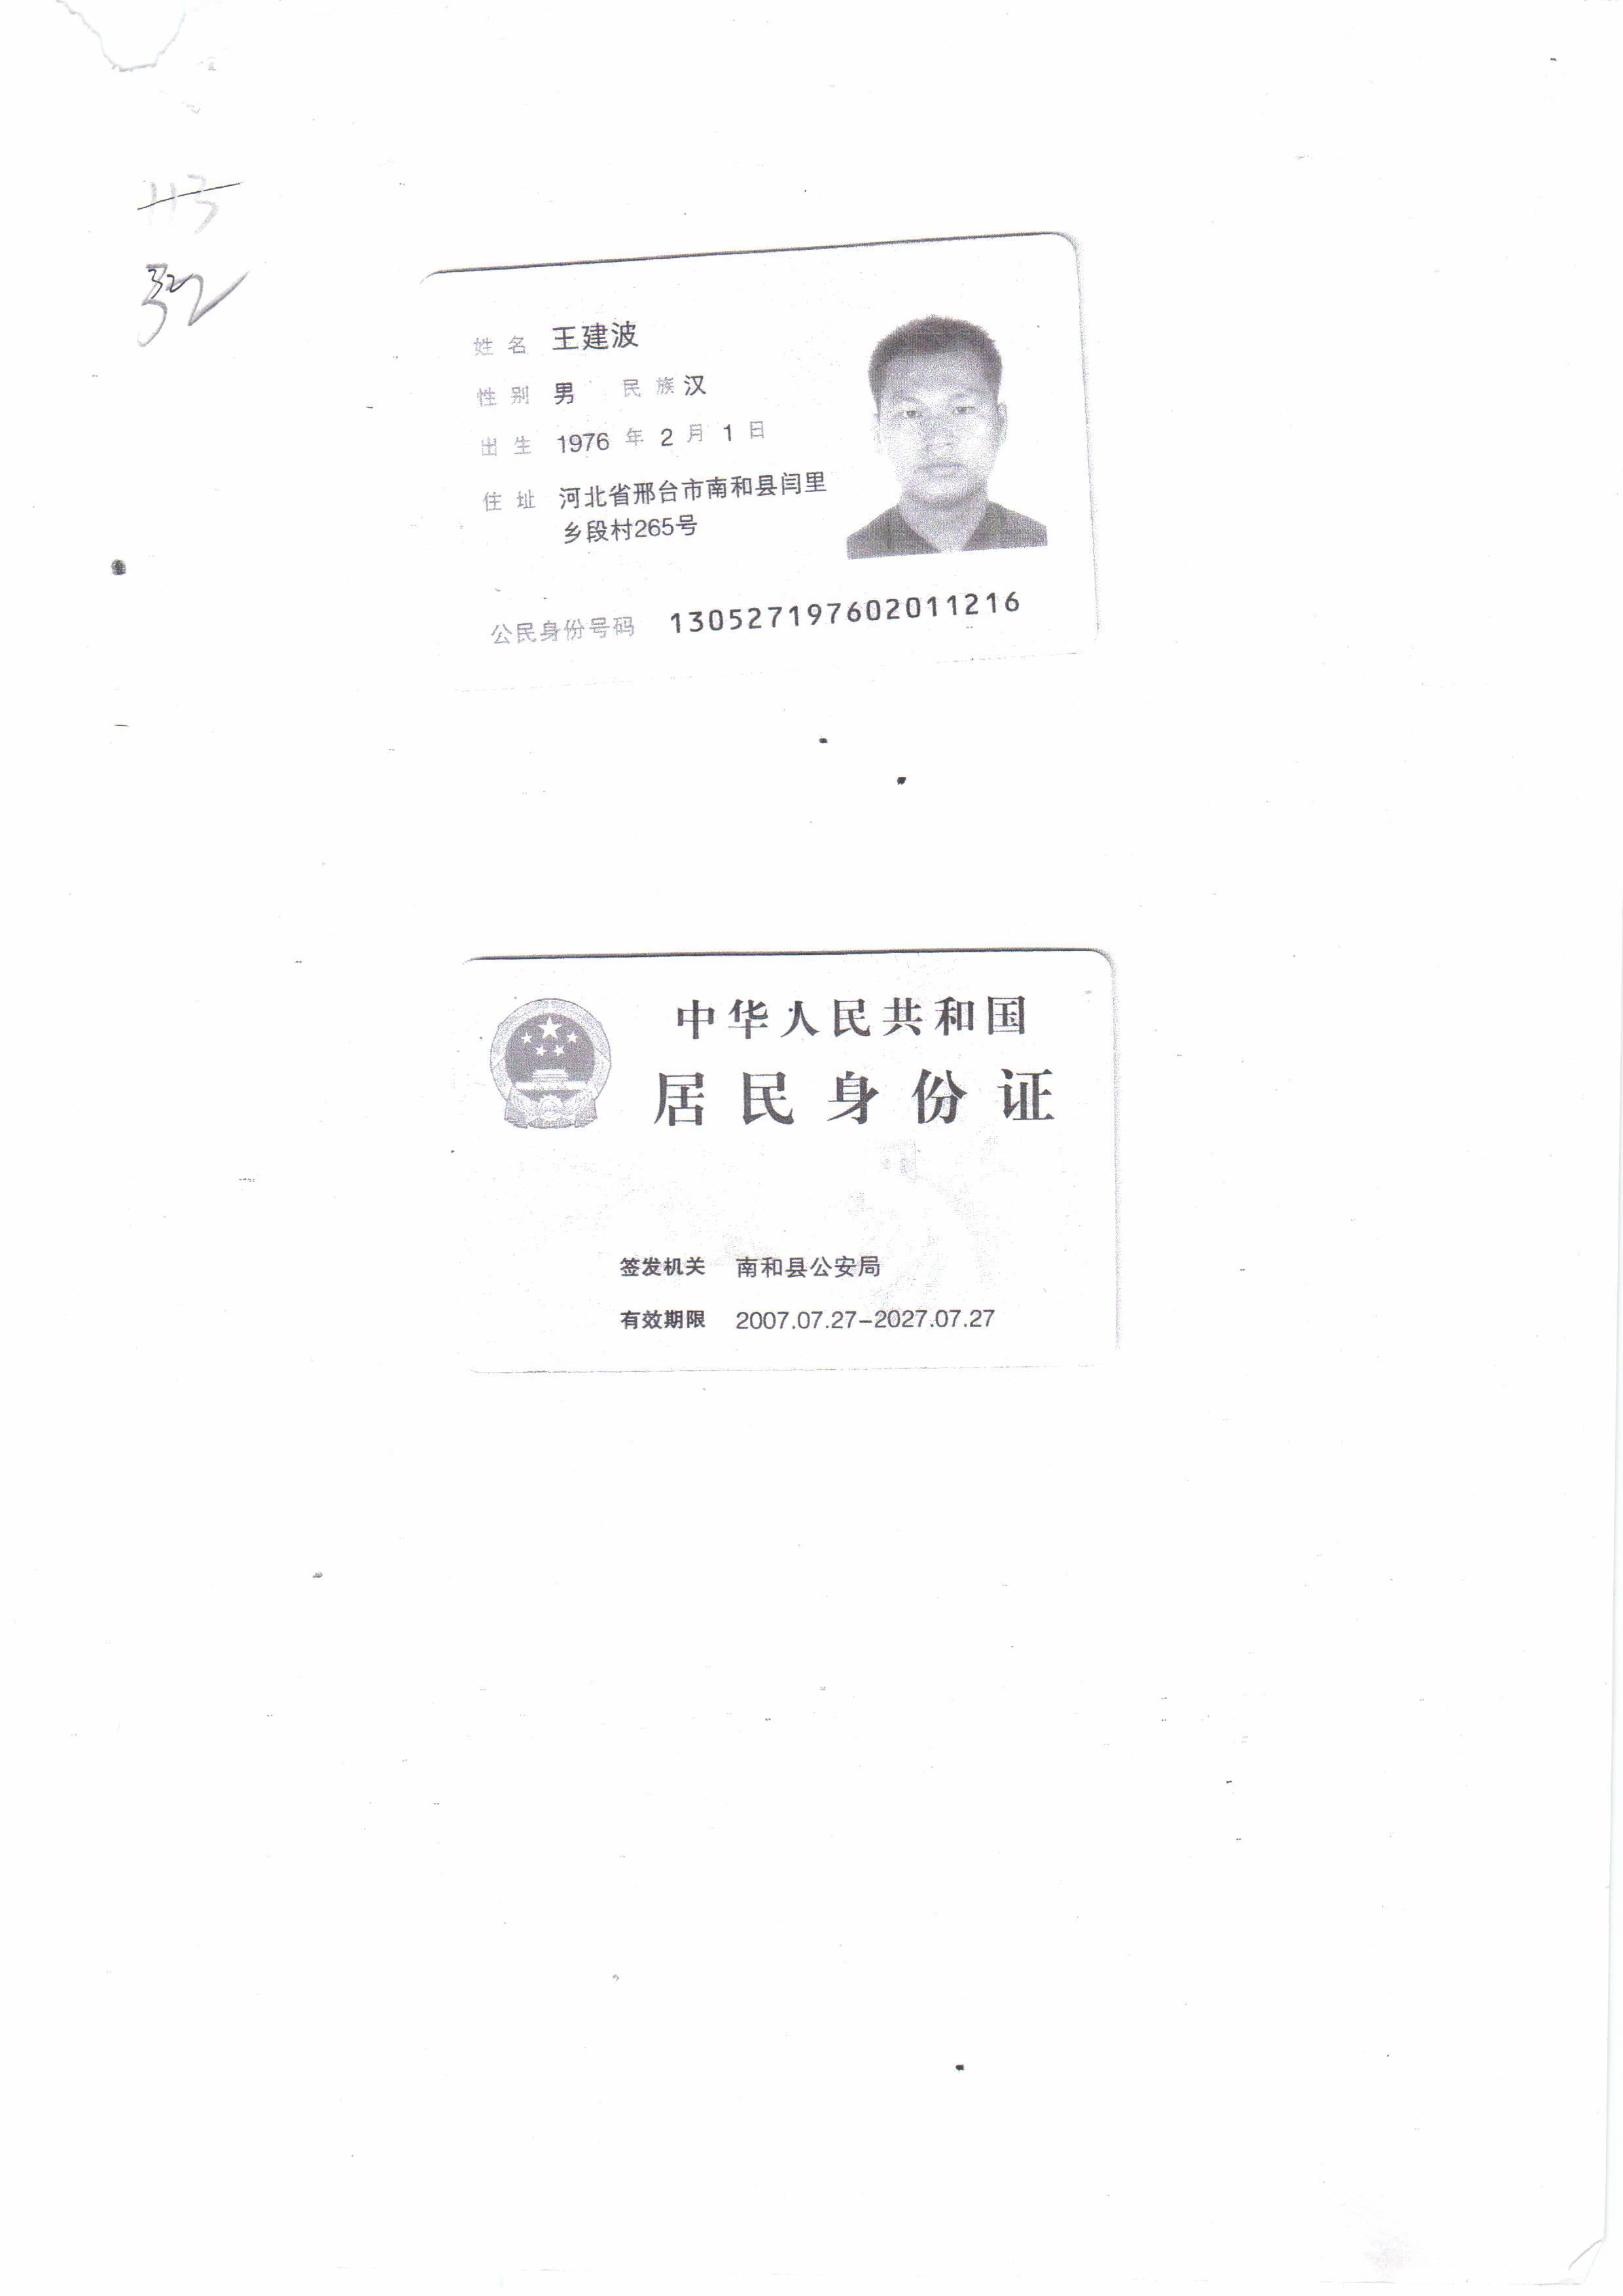 113
32
32
姓名 王建波
性别 男 民族 汉
出生 1976 年 2 月 1 日
住址 河北省邢台市南和县闫里
乡段村265号
公民身份号码 130527197602011216
中华人民共和国
居民身份证
签发机关 南和县公安局
有效期限 2007.07.27-2027.07.27